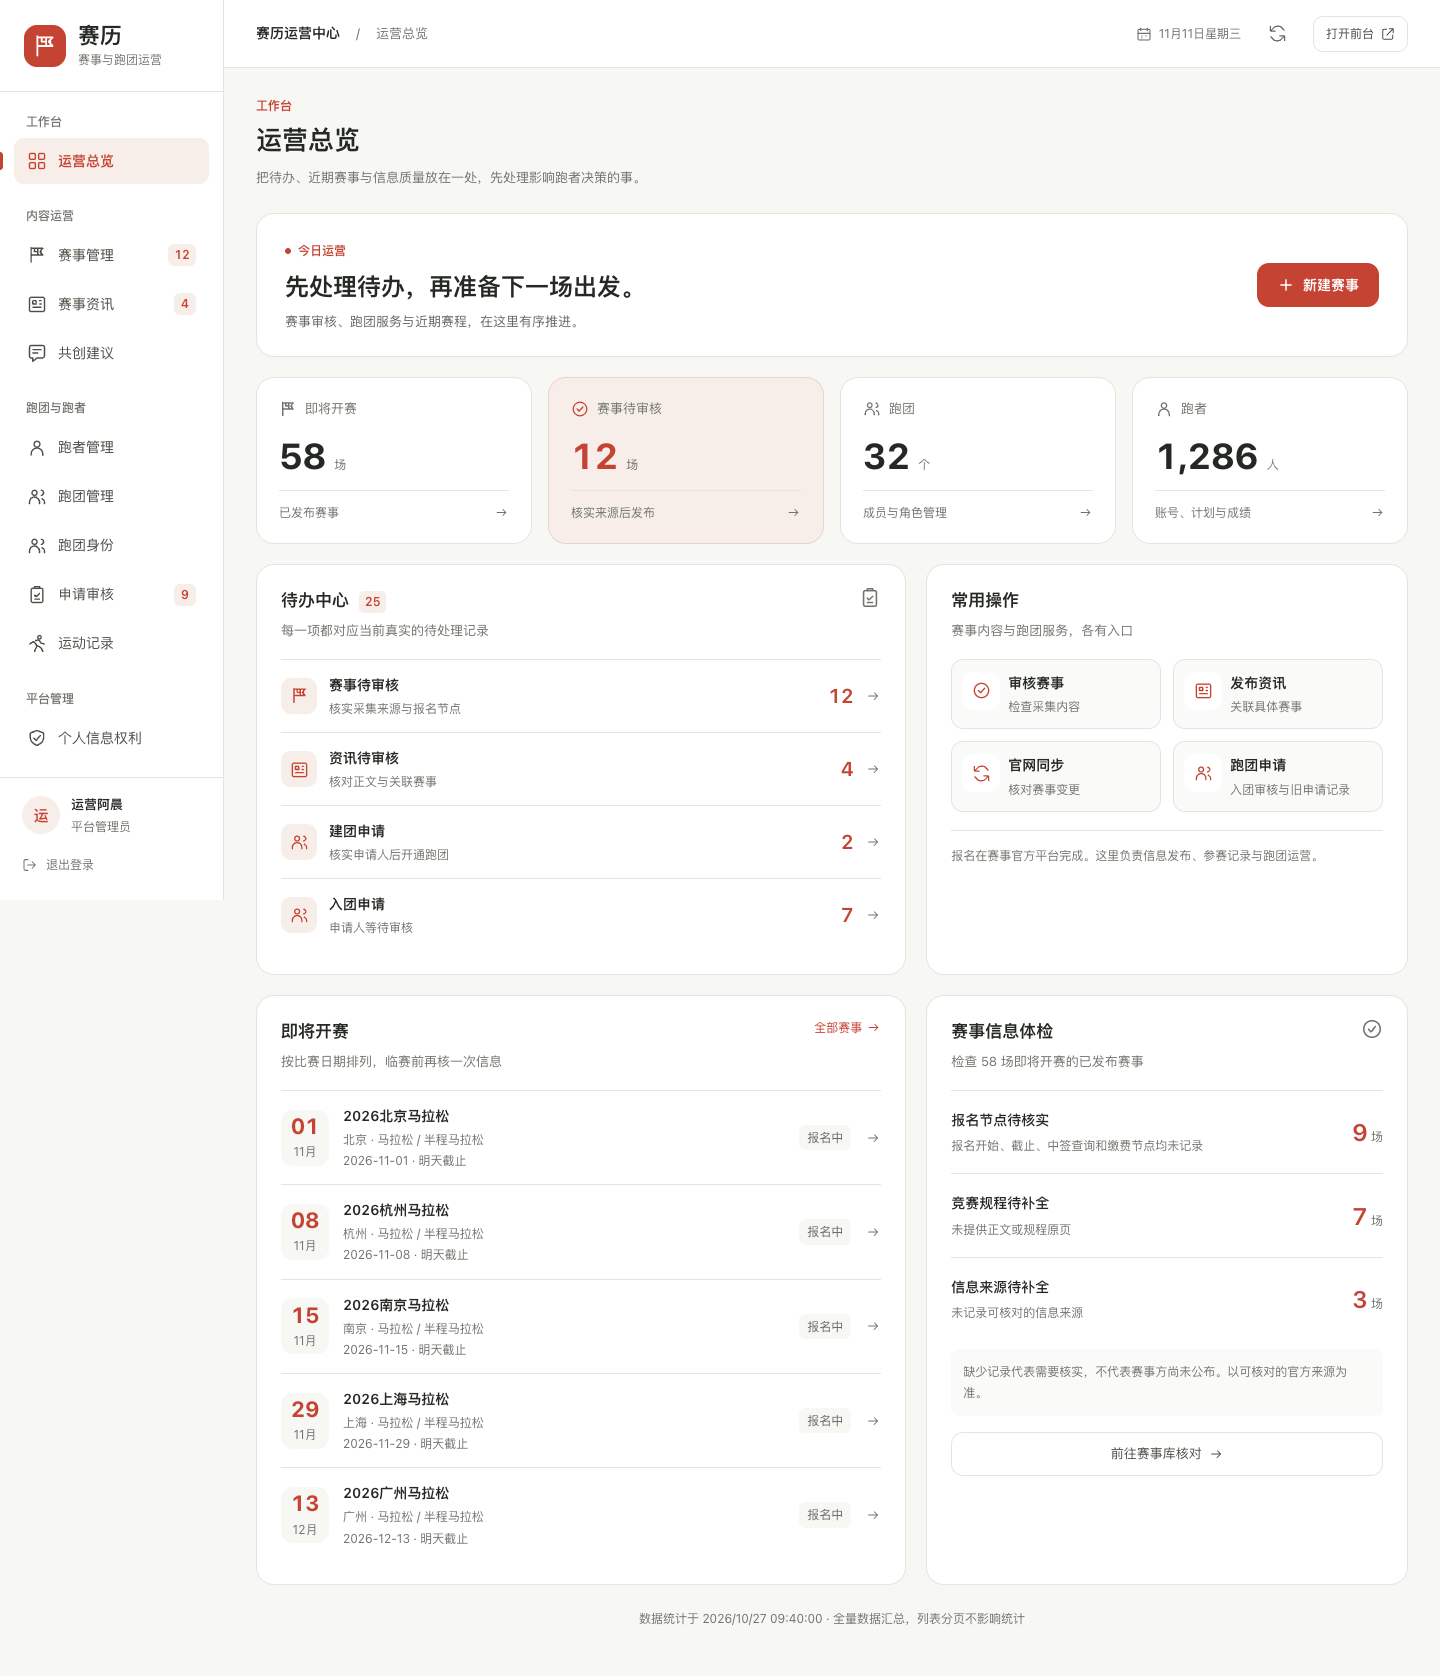 赛历
赛事与跑团运营
工作台
运营总览
内容运营
赛事管理 12
赛事资讯 4
共创建议
跑团与跑者
跑者管理
跑团管理
跑团身份
申请审核 9
运动记录
平台管理
个人信息权利
运 运营阿晨
平台管理员
退出登录
赛历运营中心 / 运营总览
11月11日星期三
打开前台
工作台
运营总览
把待办、近期赛事与信息质量放在一处，先处理影响跑者决策的事。
今日运营
先处理待办，再准备下一场出发。
赛事审核、跑团服务与近期赛程，在这里有序推进。
新建赛事
即将开赛
58 场
已发布赛事
赛事待审核
12 场
核实来源后发布
跑团
32 个
成员与角色管理
跑者
1,286 人
账号、计划与成绩
待办中心 25
每一项都对应当前真实的待处理记录
赛事待审核
核实采集来源与报名节点
12
资讯待审核
核对正文与关联赛事
4
建团申请
核实申请人后开通跑团
2
入团申请
申请人等待审核
7
常用操作
赛事内容与跑团服务，各有入口
审核赛事
检查采集内容
发布资讯
关联具体赛事
官网同步
核对赛事变更
跑团申请
入团审核与旧申请记录
报名在赛事官方平台完成。这里负责信息发布、参赛记录与跑团运营。
即将开赛
全部赛事
按比赛日期排列，临赛前再核一次信息
01
11月
2026北京马拉松
北京 · 马拉松 / 半程马拉松
2026-11-01 · 明天截止
报名中
08
11月
2026杭州马拉松
杭州 · 马拉松 / 半程马拉松
2026-11-08 · 明天截止
报名中
15
11月
2026南京马拉松
南京 · 马拉松 / 半程马拉松
2026-11-15 · 明天截止
报名中
29
11月
2026上海马拉松
上海 · 马拉松 / 半程马拉松
2026-11-29 · 明天截止
报名中
13
12月
2026广州马拉松
广州 · 马拉松 / 半程马拉松
2026-12-13 · 明天截止
报名中
赛事信息体检
检查 58 场即将开赛的已发布赛事
报名节点待核实
报名开始、截止、中签查询和缴费节点均未记录
9 场
竞赛规程待补全
未提供正文或规程原页
7 场
信息来源待补全
未记录可核对的信息来源
3 场
缺少记录代表需要核实，不代表赛事方尚未公布。以可核对的官方来源为
准。
前往赛事库核对
数据统计于 2026/10/27 09:40:00 · 全量数据汇总，列表分页不影响统计